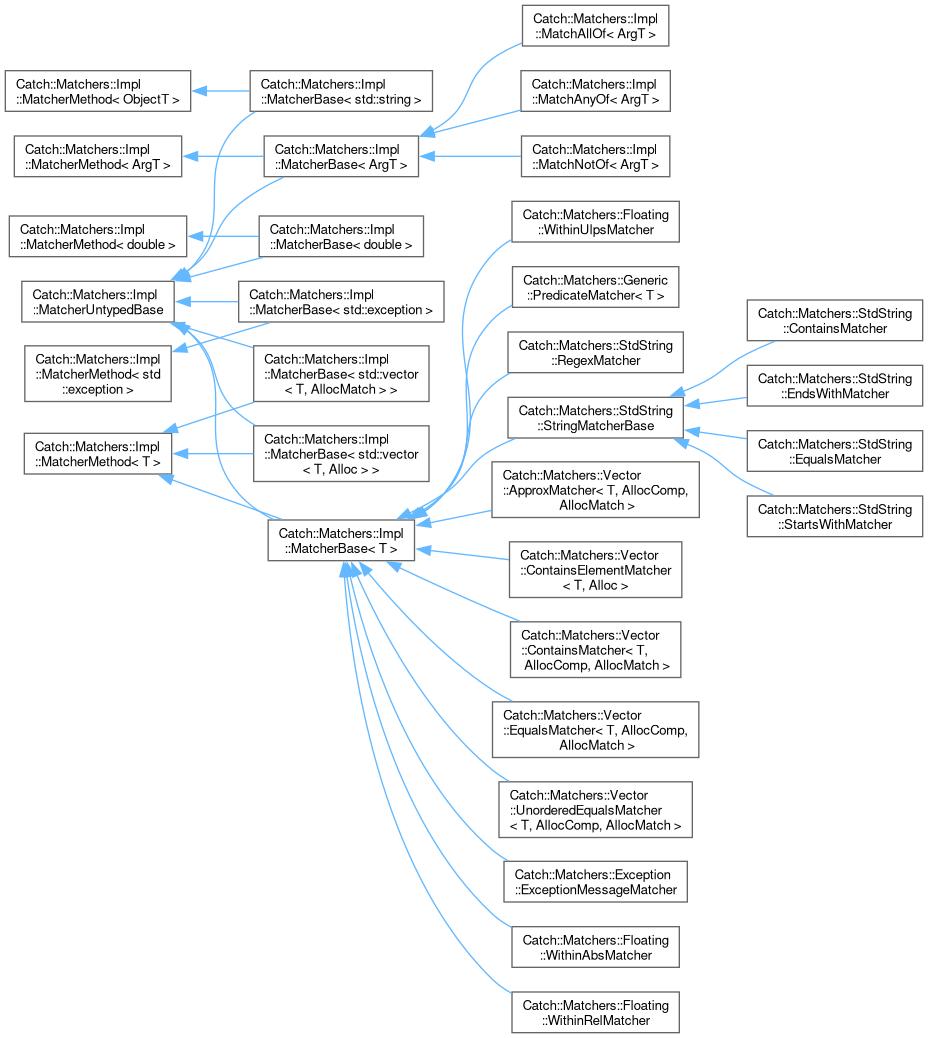 Catch::Matchers::Impl
::MatcherMethod< ObjectT >
Catch::Matchers::Impl
::MatcherMethod< ArgT >
Catch::Matchers::Impl
::MatcherMethod< double >
Catch::Matchers::Impl
::MatcherUntypedBase
Catch::Matchers::Impl
::MatcherMethod< std
::exception >
Catch::Matchers::Impl
::MatcherMethod< T >
Catch::Matchers::Impl
::MatcherBase< std::string >
Catch::Matchers::Impl
::MatcherBase< ArgT >
Catch::Matchers::Impl
::MatcherBase< double >
Catch::Matchers::Impl
::MatcherBase< std::exception >
Catch::Matchers::Impl
::MatcherBase< std::vector
< T, AllocMatch > >
Catch::Matchers::Impl
::MatcherBase< std::vector
< T, Alloc > >
Catch::Matchers::Impl
::MatcherBase< T >
Catch::Matchers::Impl
::MatchAllOf< ArgT >
Catch::Matchers::Impl
::MatchAnyOf< ArgT >
Catch::Matchers::Impl
::MatchNotOf< ArgT >
Catch::Matchers::Floating
::WithinUlpsMatcher
Catch::Matchers::Generic
::PredicateMatcher< T >
Catch::Matchers::StdString
::RegexMatcher
Catch::Matchers::StdString
::StringMatcherBase
Catch::Matchers::Vector
::ApproxMatcher< T, AllocComp,
AllocMatch >
Catch::Matchers::Vector
::ContainsElementMatcher
< T, Alloc >
Catch::Matchers::Vector
::ContainsMatcher< T,
AllocComp, AllocMatch >
Catch::Matchers::Vector
::EqualsMatcher< T, AllocComp,
AllocMatch >
Catch::Matchers::Vector
::UnorderedEqualsMatcher
< T, AllocComp, AllocMatch >
Catch::Matchers::Exception
::ExceptionMessageMatcher
Catch::Matchers::Floating
::WithinAbsMatcher
Catch::Matchers::Floating
::WithinRelMatcher
Catch::Matchers::StdString
::ContainsMatcher
Catch::Matchers::StdString
::EndsWithMatcher
Catch::Matchers::StdString
::EqualsMatcher
Catch::Matchers::StdString
::StartsWithMatcher